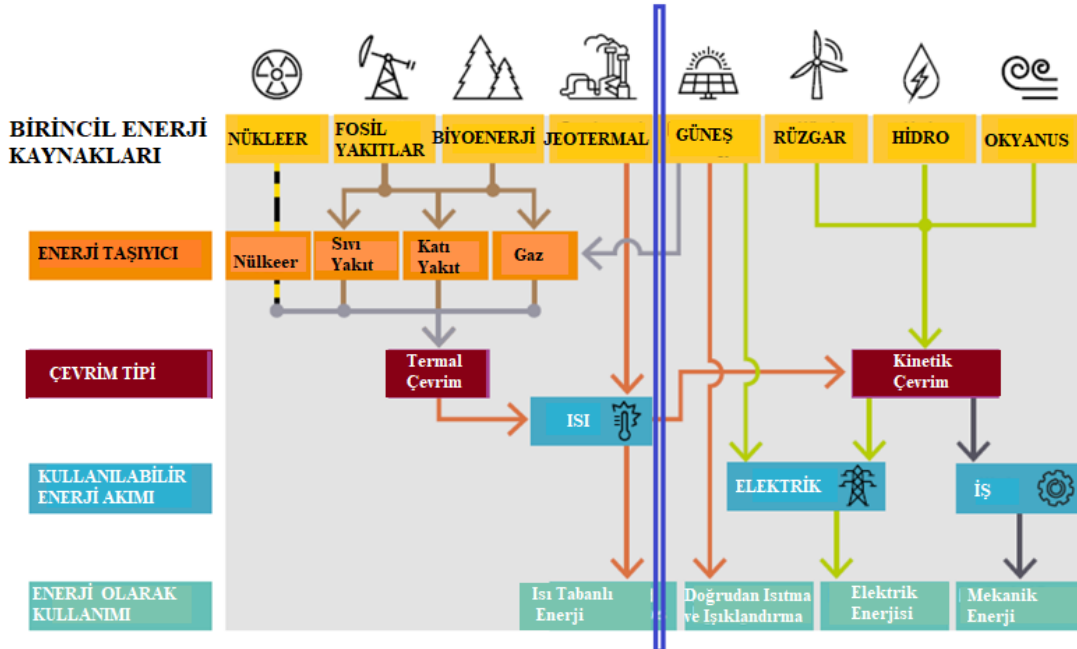 BİRİNCİL ENERJİ
KAYNAKLARI
NÜKLEER
FOSİL
YAKITLAR
BİYOENERJİ
JEOTERMAL
GÜNEŞ
RÜZGAR
HİDRO
OKYANUS
ENERJİ TAŞIYICI
Nülkeer
Sıvı
Yakıt
Katı
Yakıt
Gaz
ÇEVRİM TİPİ
Termal
Çevrim
Kinetik
Çevrim
ISI
KULLANILABİLİR
ENERJİ AKIMI
ELEKTRİK
İŞ
ENERJİ OLARAK
KULLANIMI
Isı Tabanlı
Enerji
Doğrudan Isıtma
ve Işıklandırma
Elektrik
Enerjisi
Mekanik
Enerji